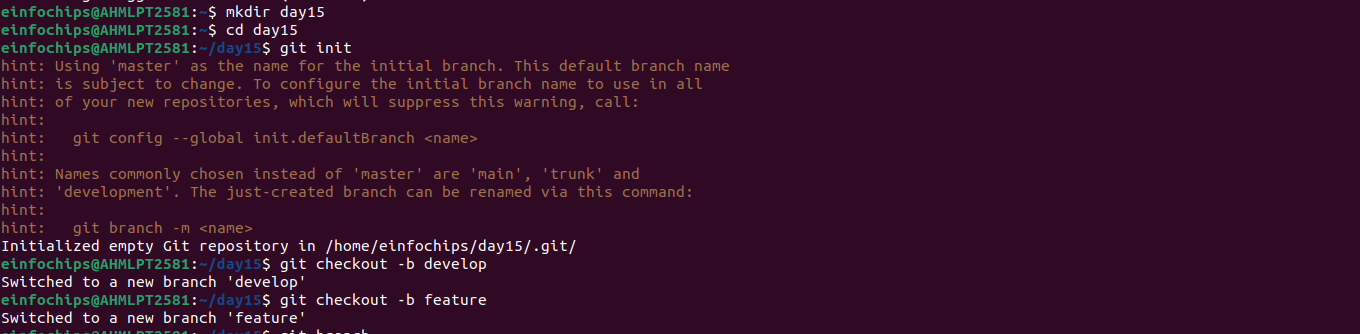 einfochips@AHMLPT2581:~$ mkdir day15
einfochips@AHMLPT2581:~$ cd day15
einfochips@AHMLPT2581:~/day15$ git init
hint: Using 'master' as the name for the initial branch. This default branch name
hint: is subject to change. To configure the initial branch name to use in all
hint: of your new repositories, which will suppress this warning, call:
hint:
hint:   git config --global init.defaultBranch <name>
hint:
hint: Names commonly chosen instead of 'master' are 'main', 'trunk' and
hint: 'development'. The just-created branch can be renamed via this command:
hint:
hint:   git branch -m <name>
Initialized empty Git repository in /home/einfochips/day15/.git/
einfochips@AHMLPT2581:~/day15$ git checkout -b develop
Switched to a new branch 'develop'
einfochips@AHMLPT2581:~/day15$ git checkout -b feature
Switched to a new branch 'feature'
einfochips@AHMLPT2581:~/day15$ git branch